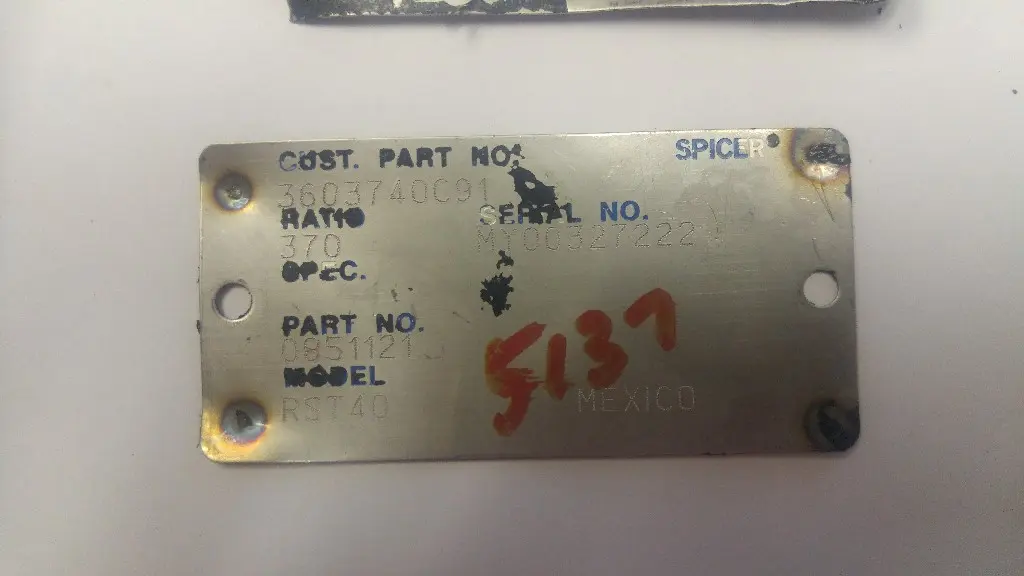 CUST. PART NO. SPICER
3603740C91
RATIO SERIAL NO.
370 MY00327222
SPEC.
PART NO.
0851121
MODEL
RST40 MEXICO
5137